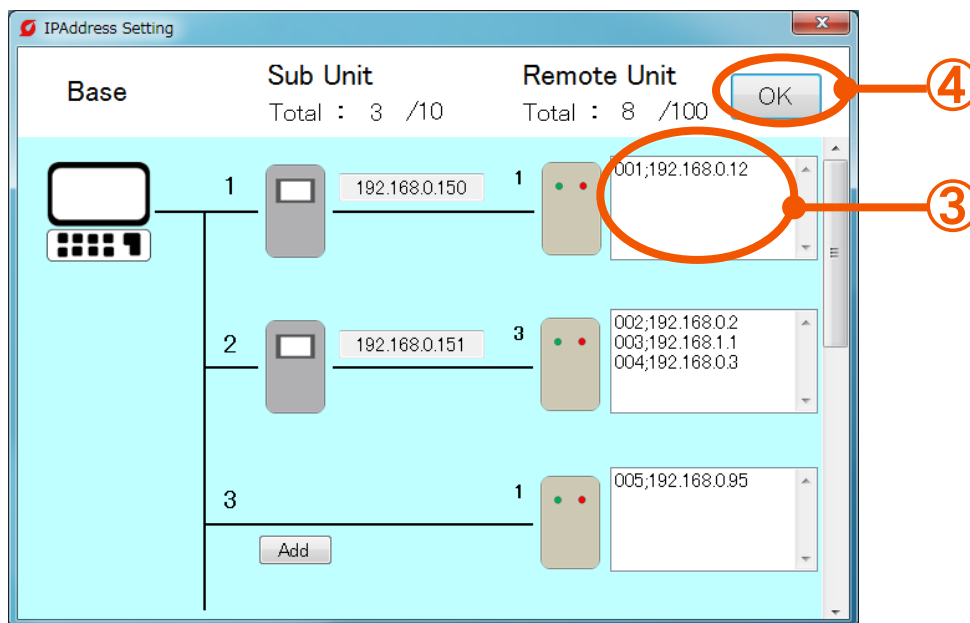 IPAddress Setting
Base
Sub Unit
Total : 3 /10
Remote Unit
Total : 8 /100
OK
④
1
192.168.0.150
1
001;192.168.0.12
③
2
192.168.0.151
3
002;192.168.0.2
003;192.168.1.1
004;192.168.0.3
3
Add
1
005;192.168.0.95